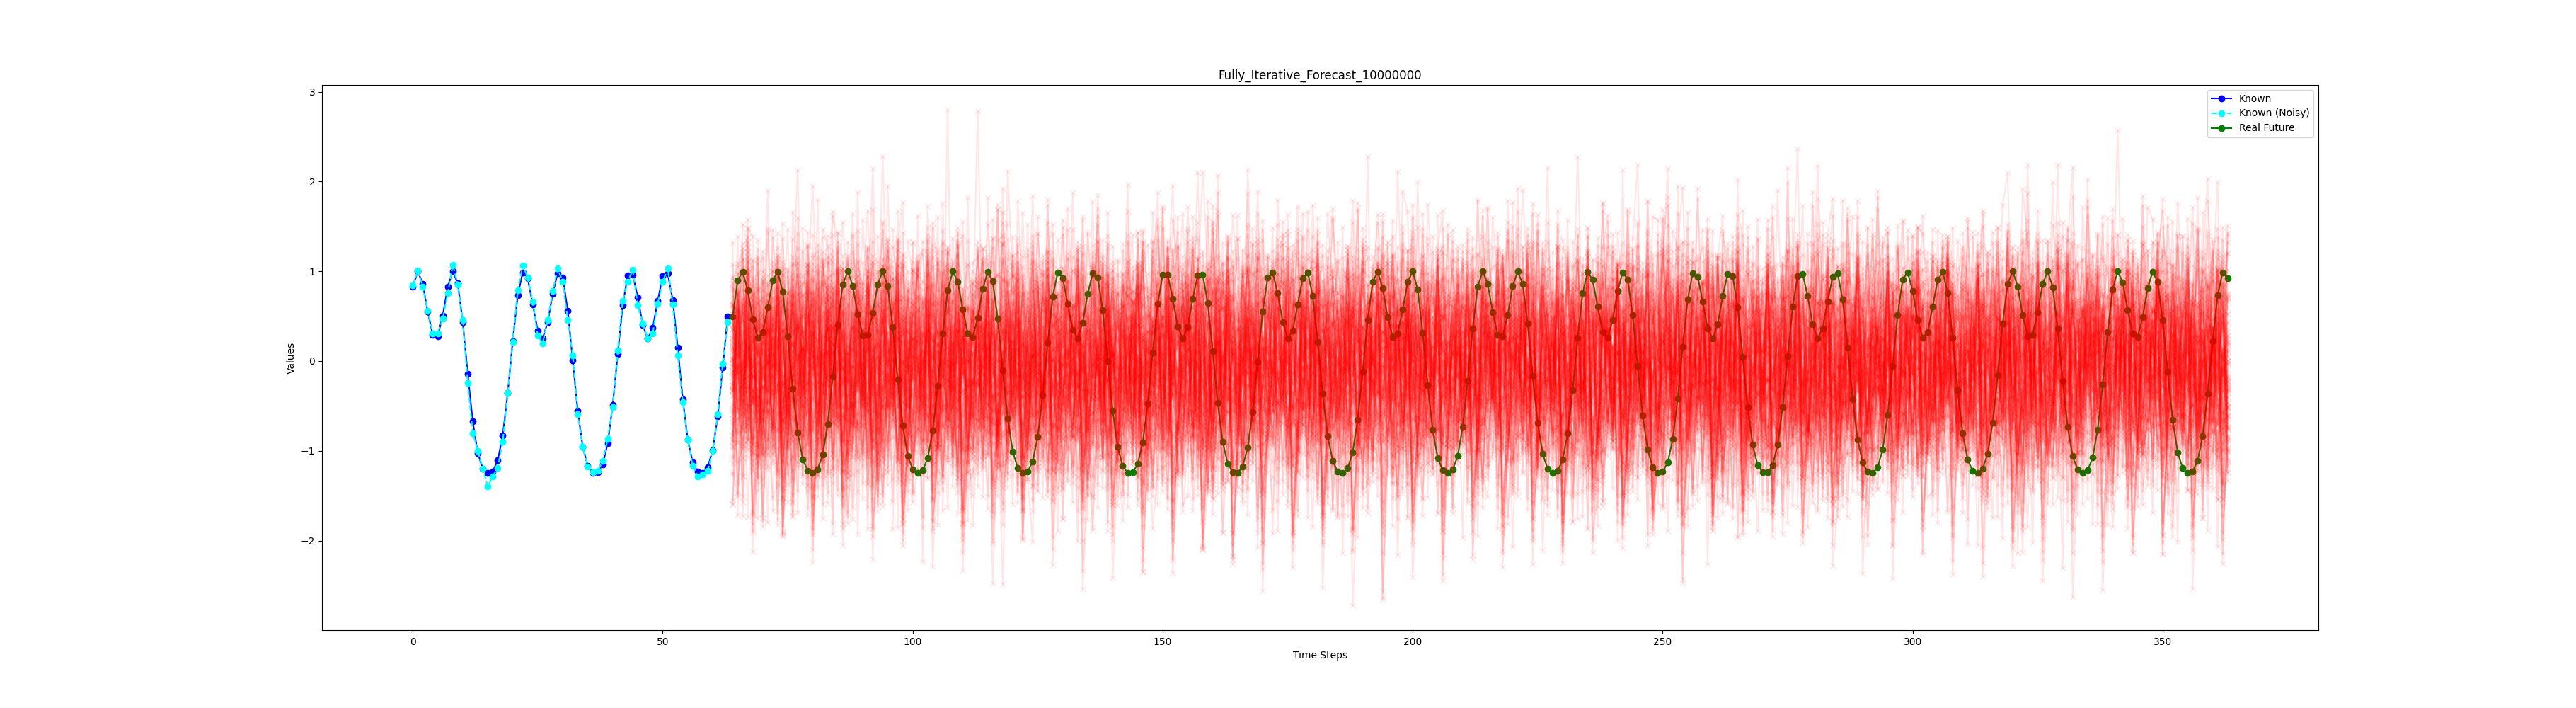 Fully_Iterative_Forecast_10000000
3
2
1
0
−1
−2
Values
0
50
100
150
200
250
300
350
Time Steps
Known
Known (Noisy)
Real Future